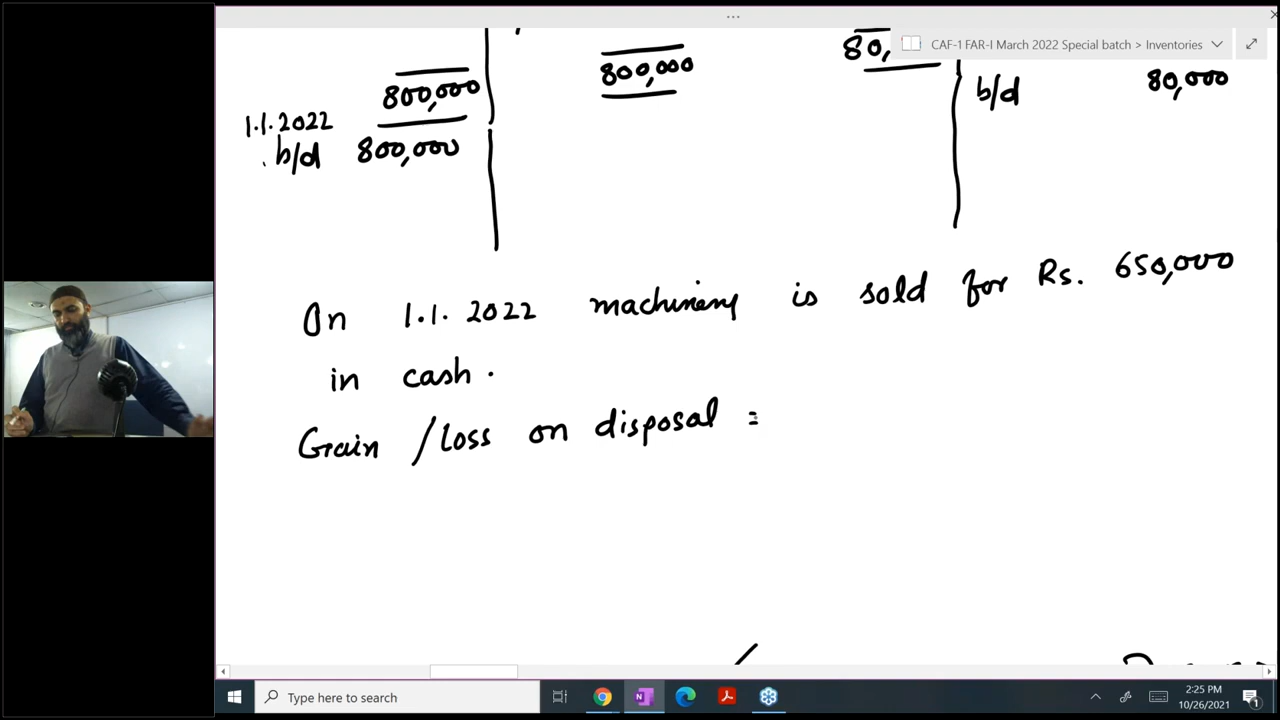 CAF-1 FAR-I March 2022 Special batch > Inventories
800,000
80,
b/d 80,000
800,000
1.1.2022
b/d 800,000
On 1.1. 2022 machinery is sold for Rs. 650,000
in cash.
Gain /loss on disposal =
Type here to search
2:25 PM
10/26/2021
1